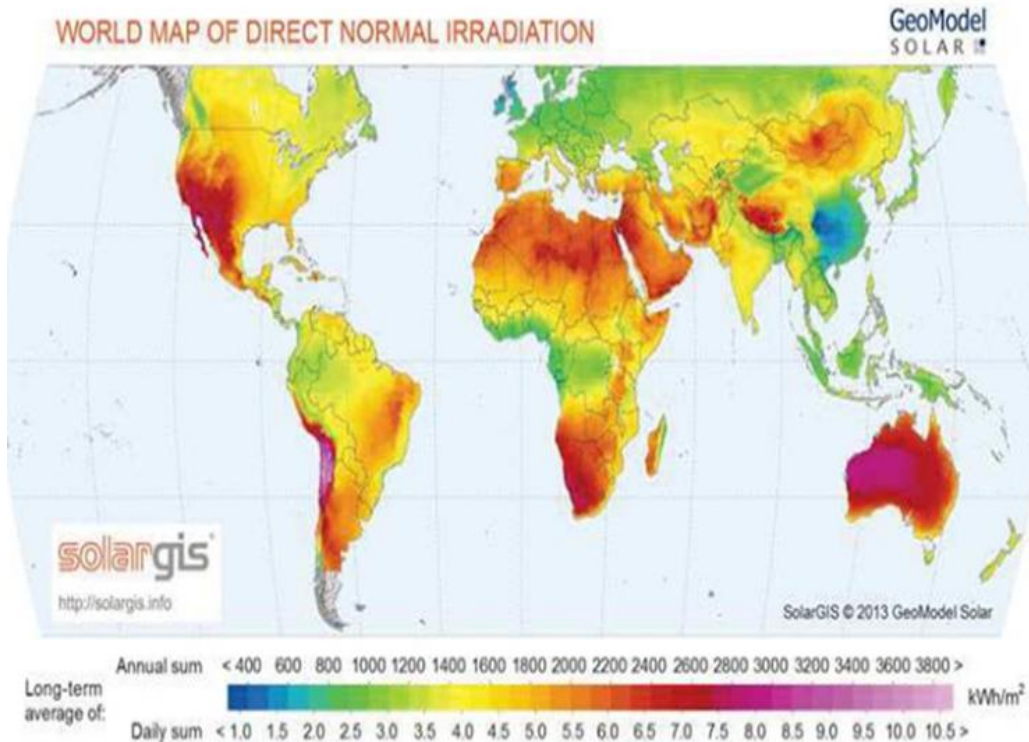 WORLD MAP OF DIRECT NORMAL IRRADIATION
GeoModel
SOLAR
solargis
http://solargis.info
SolarGIS © 2013 GeoModel Solar
Annual sum < 400 600 800 1000 1200 1400 1600 1800 2000 2200 2400 2600 2800 3000 3200 3400 3600 3800 >
Long-term
average of:
kWh/m²
Daily sum < 1.0 1.5 2.0 2.5 3.0 3.5 4.0 4.5 5.0 5.5 6.0 6.5 7.0 7.5 8.0 8.5 9.0 9.5 10.0 10.5 >